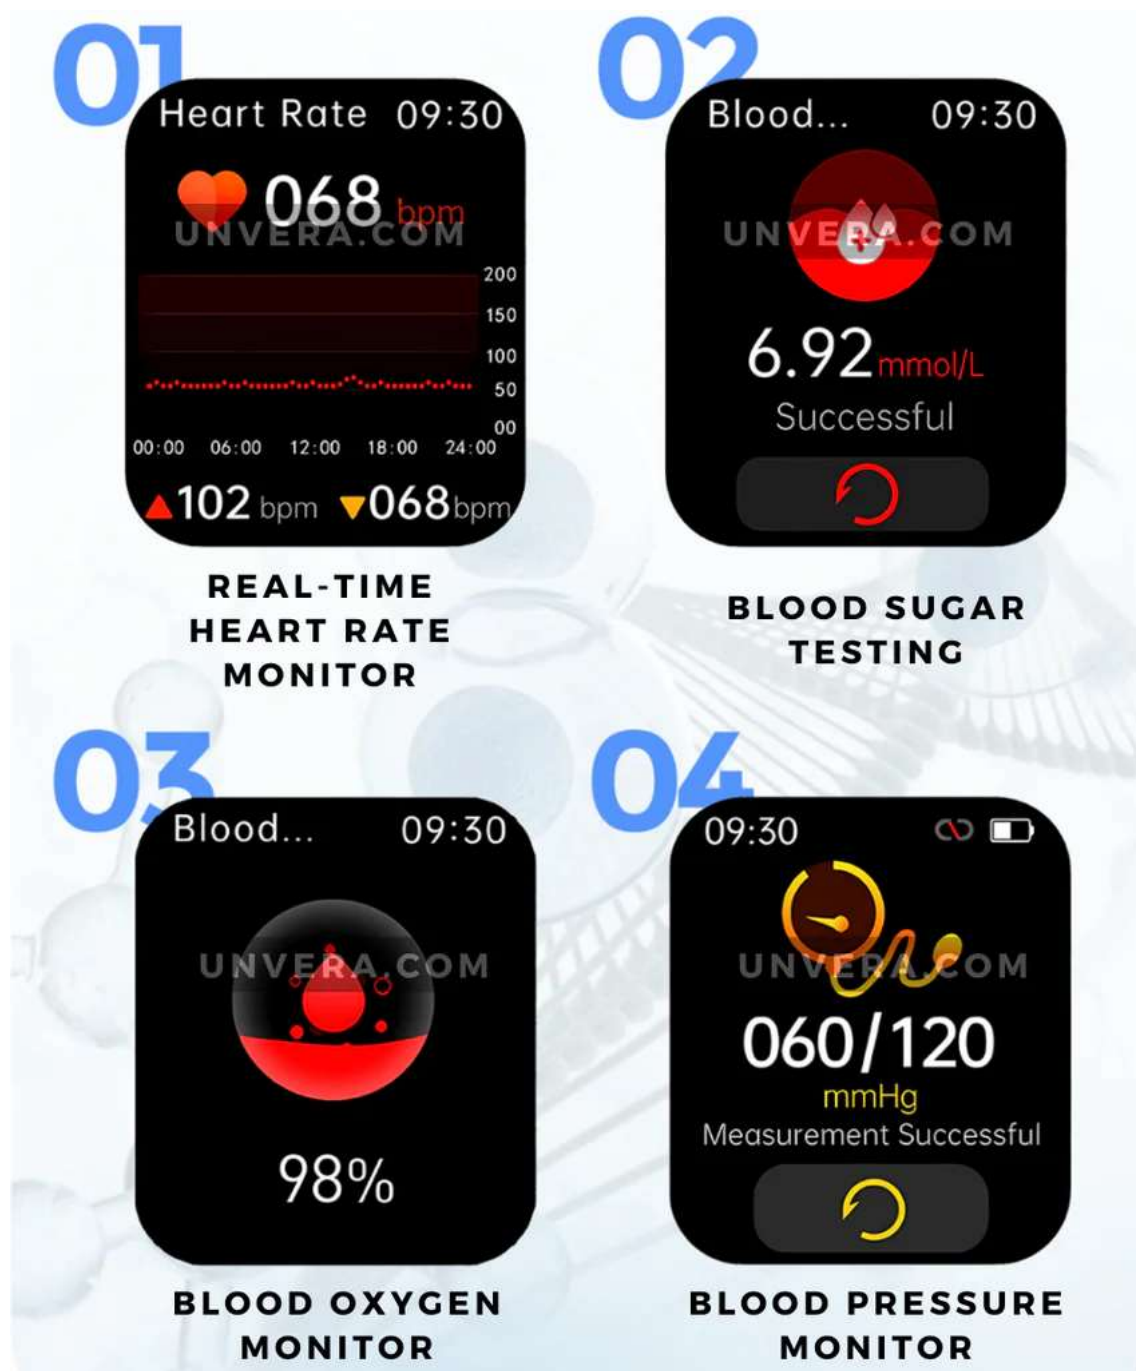 01
Heart Rate 09:30
068 bpm
UNVERA.COM
200
150
100
50
00
00:00 06:00 12:00 18:00 24:00
102 bpm 068 bpm
REAL-TIME
HEART RATE
MONITOR
02
Blood... 09:30
UNVERA.COM
6.92 mmol/L
Successful
BLOOD SUGAR
TESTING
03
Blood... 09:30
UNVERA.COM
98%
BLOOD OXYGEN
MONITOR
04
09:30
UNVERA.COM
060/120
mmHg
Measurement Successful
BLOOD PRESSURE
MONITOR